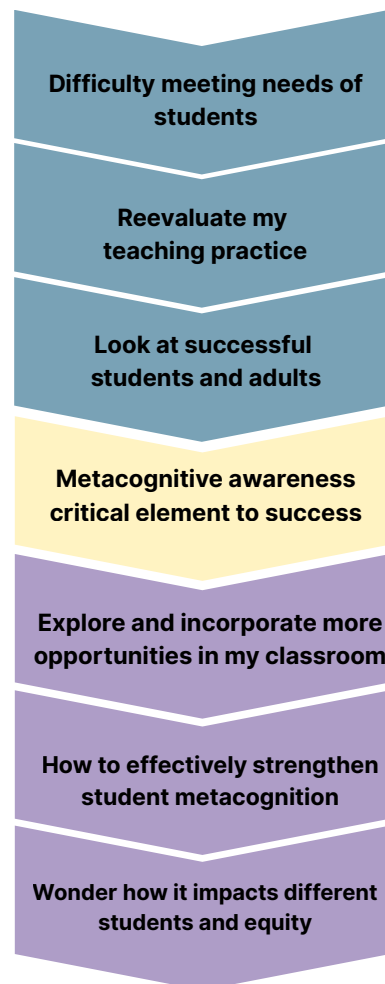 Difficulty meeting needs of
students
Reevaluate my
teaching practice
Look at successful
students and adults
Metacognitive awareness
critical element to success
Explore and incorporate more
opportunities in my classroom
How to effectively strengthen
student metacognition
Wonder how it impacts different
students and equity